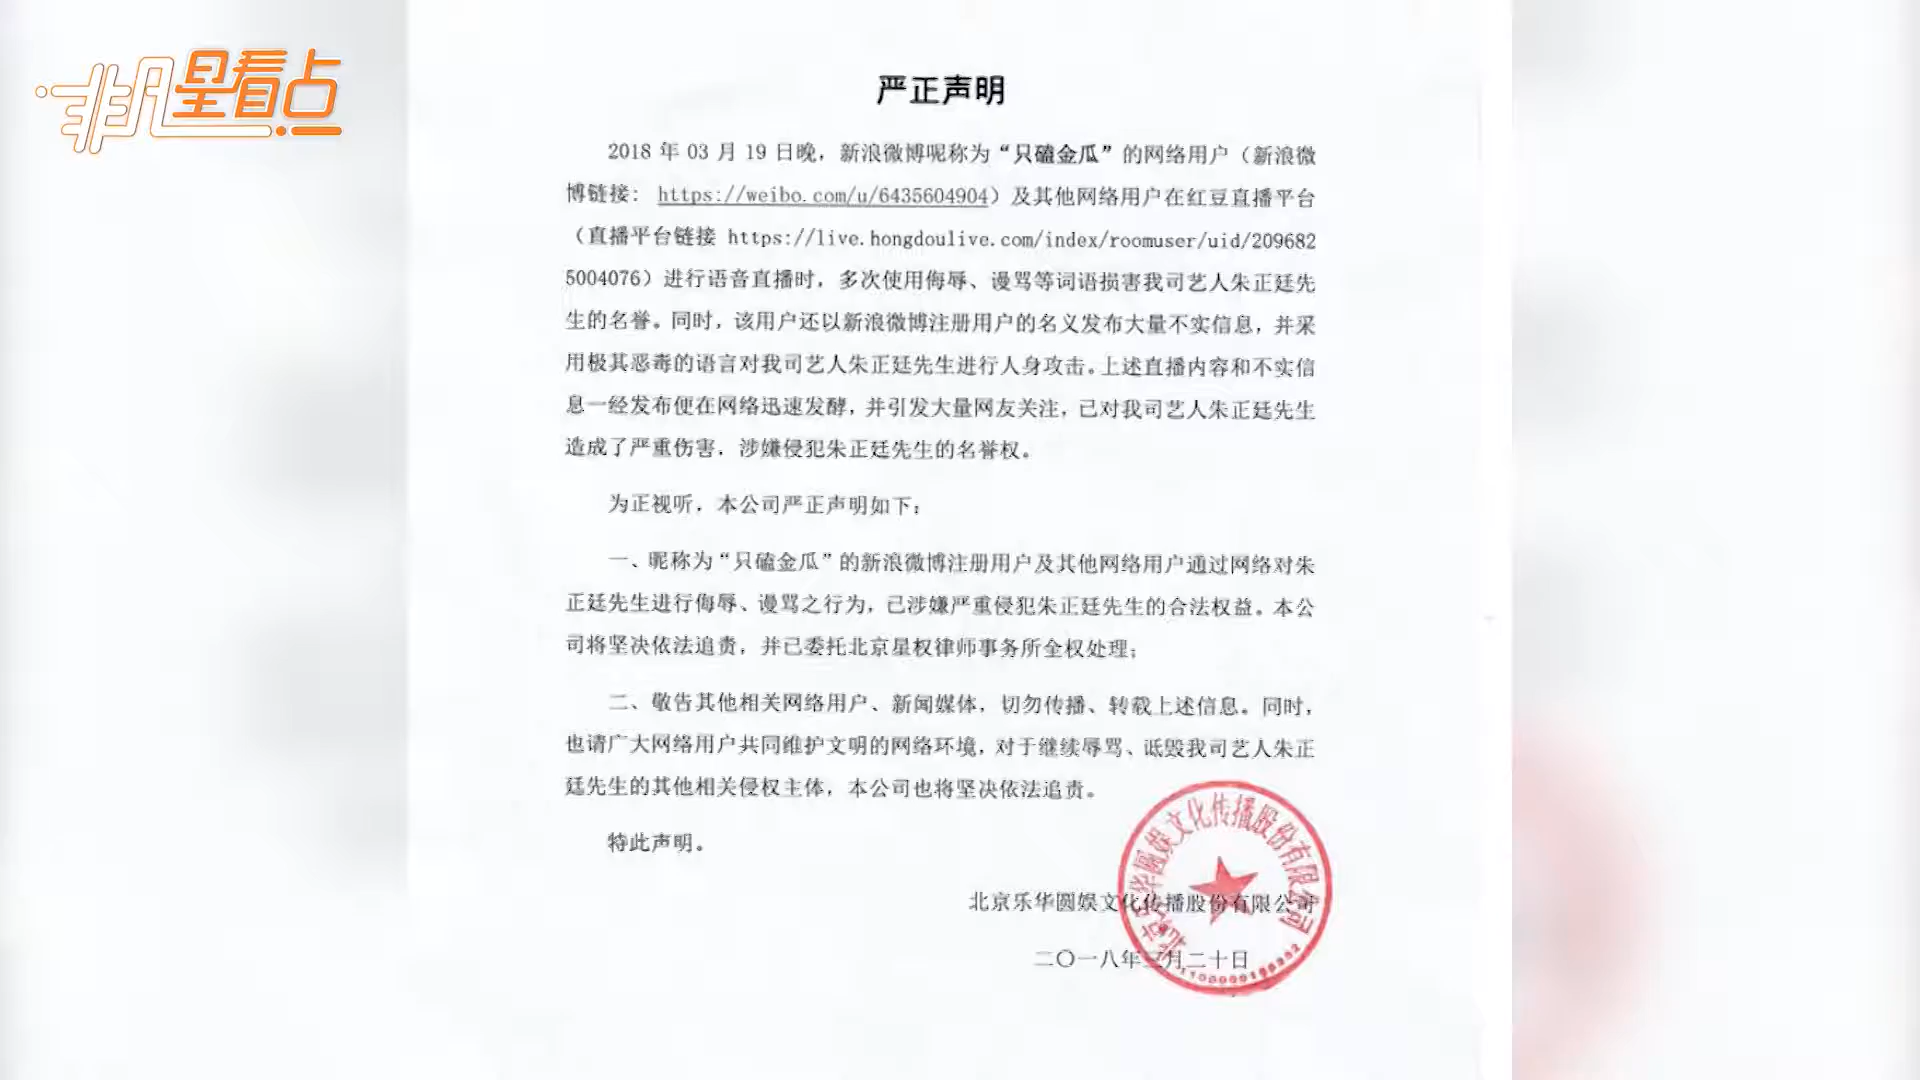 非凡星看点
严正声明
2018 年 03 月 19 日晚，新浪微博昵称为“只磕金瓜”的网络用户（新浪微
博链接：https://weibo.com/u/6435604904）及其他网络用户在红豆直播平台
（直播平台链接 https://live.hongdoulive.com/index/roomuser/uid/209682
5004076）进行语音直播时，多次使用侮辱、谩骂等词语损害我司艺人朱正廷先
生的名誉。同时，该用户还以新浪微博注册用户的名义发布大量不实信息，并采
用极其恶毒的语言对我司艺人朱正廷先生进行人身攻击。上述直播内容和不实信
息一经发布便在网络迅速发酵，并引发大量网友关注，已对我司艺人朱正廷先生
造成了严重伤害，涉嫌侵犯朱正廷先生的名誉权。
为正视听，本公司严正声明如下：
一、昵称为“只磕金瓜”的新浪微博注册用户及其他网络用户通过网络对朱
正廷先生进行侮辱、谩骂之行为，已涉嫌严重侵犯朱正廷先生的合法权益。本公
司将坚决依法追责，并已委托北京星权律师事务所全权处理；
二、敬告其他相关网络用户、新闻媒体，切勿传播、转载上述信息。同时，
也请广大网络用户共同维护文明的网络环境，对于继续辱骂、诋毁我司艺人朱正
廷先生的其他相关侵权主体，本公司也将坚决依法追责。
特此声明。
北京乐华圆娱文化传播股份有限公司
二〇一八年三月二十日
北京乐华圆娱文化传播股份有限公司